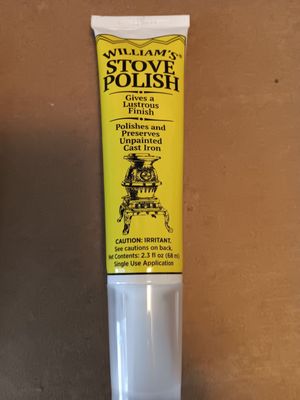 WILLIAM'S
STOVE
POLISH
Gives a
Lustrous
Finish
Polishes and
Preserves
Unpainted
Cast Iron
CAUTION: IRRITANT.
See cautions on back.
Net Contents: 2.3 fl oz (68 ml)
Single Use Application